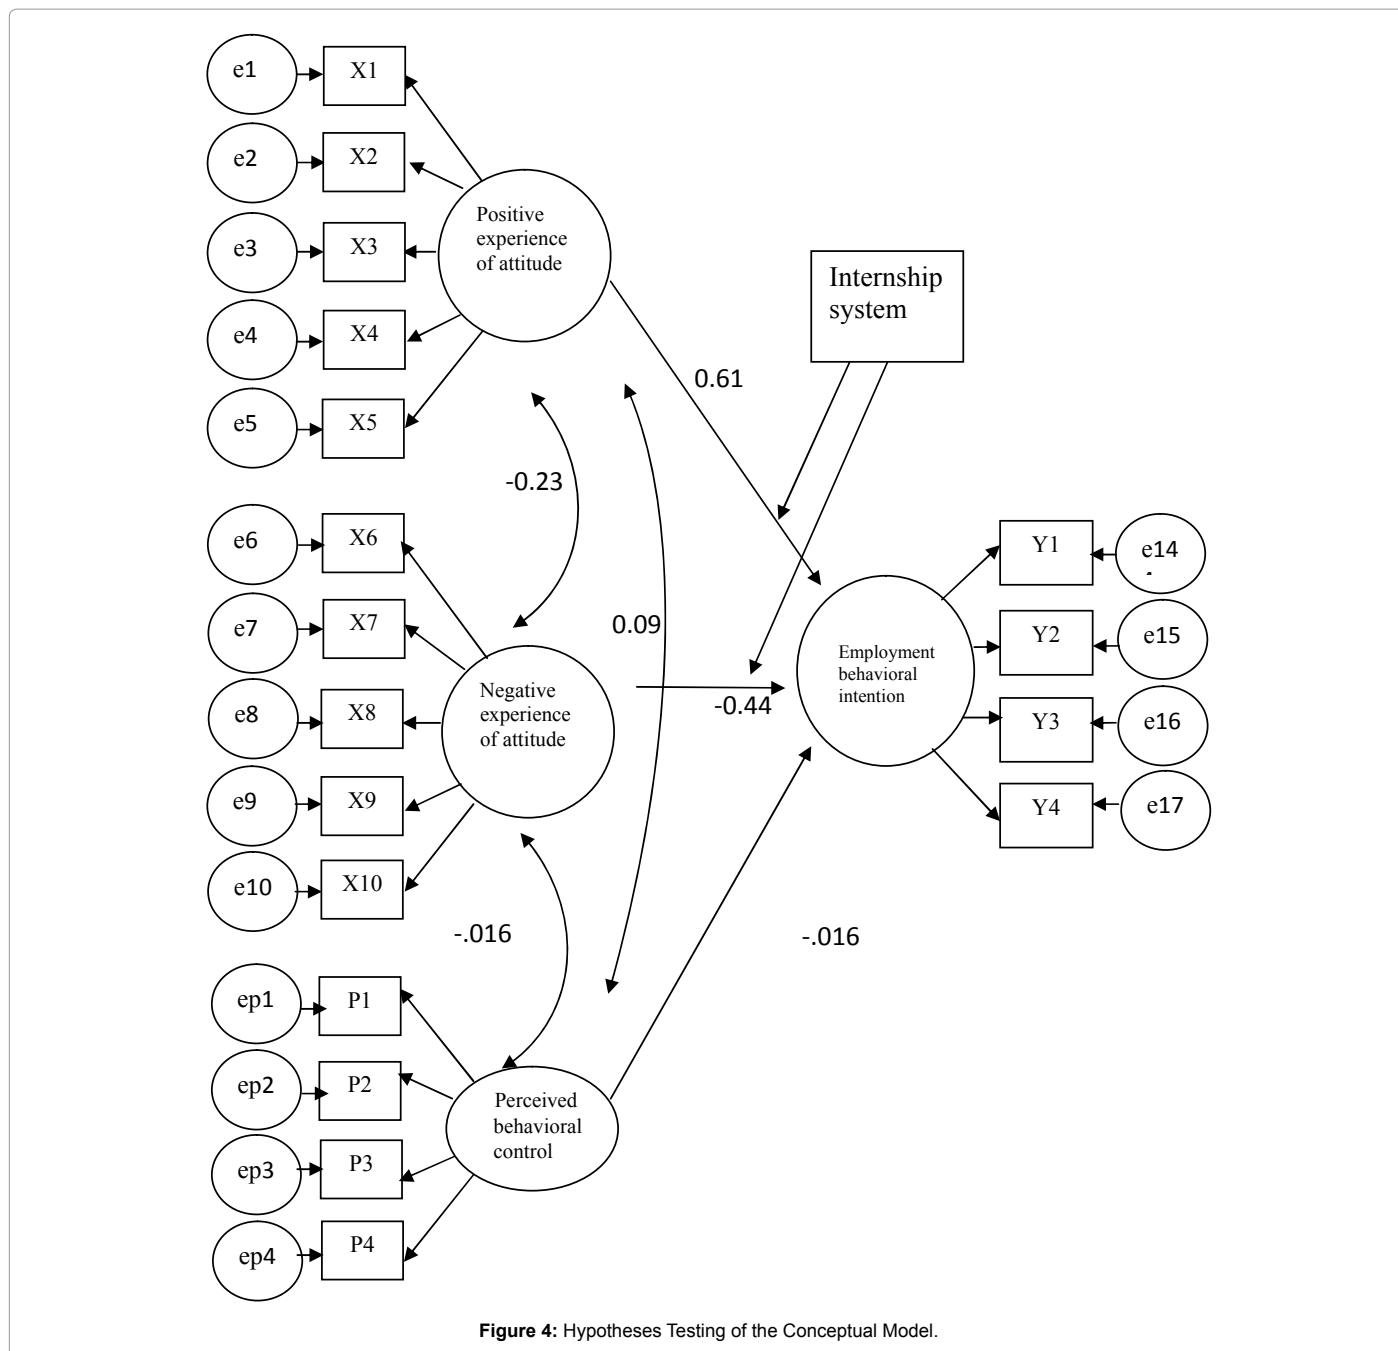 e1
X1
e2
X2
e3
X3
e4
X4
e5
X5
Positive
experience
of attitude
Internship
system
0.61
-0.23
e6
X6
e7
X7
e8
X8
e9
X9
e10
X10
Negative
experience
of attitude
0.09
-0.44
Employment
behavioral
intention
Y1
e14
Y2
e15
Y3
e16
Y4
e17
-.016
-.016
ep1
P1
ep2
P2
ep3
P3
ep4
P4
Perceived
behavioral
control
Figure 4: Hypotheses Testing of the Conceptual Model.